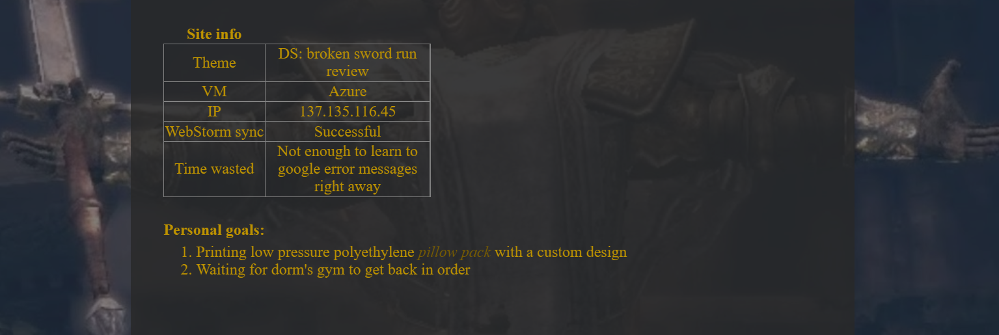 Site info
Theme
DS: broken sword run
review
VM
Azure
IP
137.135.116.45
WebStorm sync
Successful
Time wasted
Not enough to learn to
google error messages
right away
Personal goals:
1. Printing low pressure polyethylene pillow pack with a custom design
2. Waiting for dorm's gym to get back in order